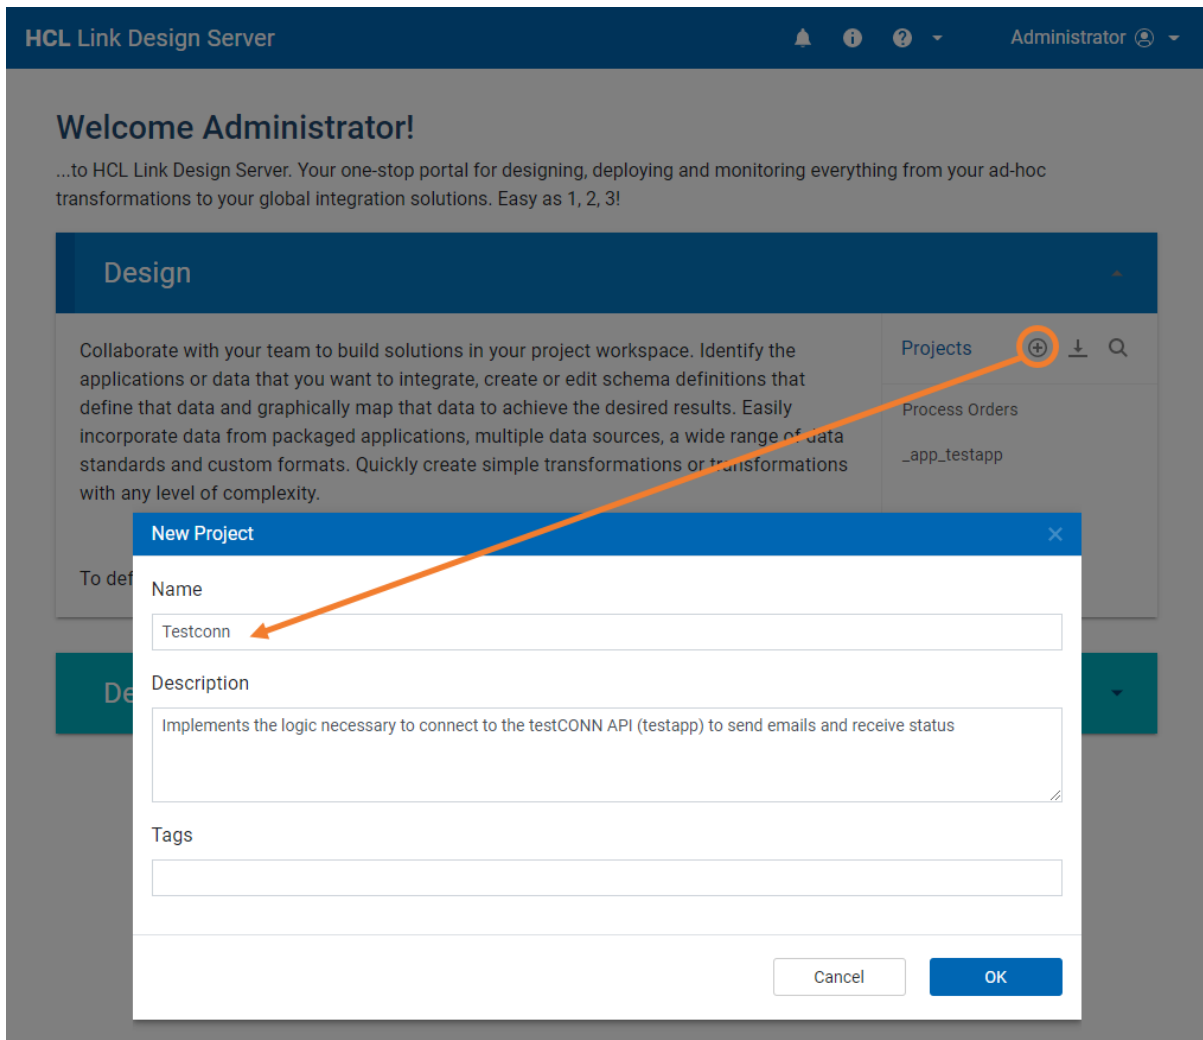 HCL Link Design Server
Administrator
Welcome Administrator!
...to HCL Link Design Server. Your one-stop portal for designing, deploying and monitoring everything from your ad-hoc
transformations to your global integration solutions. Easy as 1, 2, 3!
Design
Collaborate with your team to build solutions in your project workspace. Identify the
applications or data that you want to integrate, create or edit schema definitions that
define that data and graphically map that data to achieve the desired results. Easily
incorporate data from packaged applications, multiple data sources, a wide range of data
standards and custom formats. Quickly create simple transformations or transformations
with any level of complexity.
Projects
Process Orders
_app_testapp
To def
De
New Project
Name
Testconn
Description
Implements the logic necessary to connect to the testCONN API (testapp) to send emails and receive status
Tags
Cancel
OK